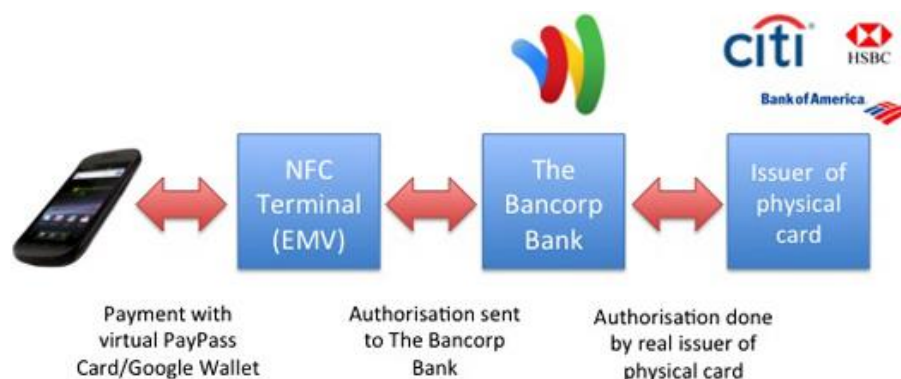 citi
HSBC
Bank of America
NFC
Terminal
(EMV)
The
Bancorp
Bank
Issuer of
physical
card
Payment with
virtual PayPass
Card/Google Wallet
Authorisation sent
to The Bancorp
Bank
Authorisation done
by real issuer of
physical card